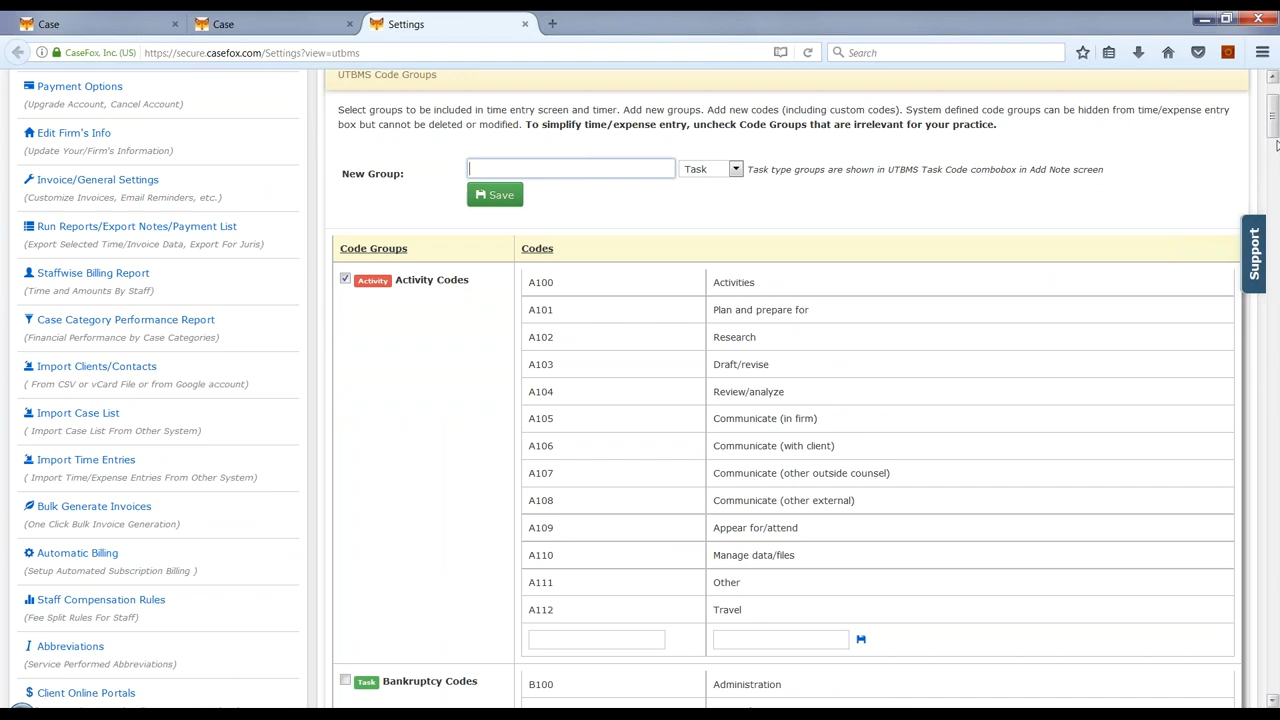 Case
Case
Settings
CaseFox, Inc. (US)
https://secure.casefox.com/Settings?view=utbms
Search
Payment Options
(Upgrade Account, Cancel Account)
Edit Firm's Info
(Update Your/Firm's Information)
Invoice/General Settings
(Customize Invoices, Email Reminders, etc.)
Run Reports/Export Notes/Payment List
(Export Selected Time/Invoice Data, Export For Juris)
Staffwise Billing Report
(Time and Amounts By Staff)
Case Category Performance Report
(Financial Performance by Case Categories)
Import Clients/Contacts
( From CSV or vCard File or from Google account)
Import Case List
( Import Case List From Other System)
Import Time Entries
( Import Time/Expense Entries From Other System)
Bulk Generate Invoices
(One Click Bulk Invoice Generation)
Automatic Billing
(Setup Automated Subscription Billing )
Staff Compensation Rules
(Fee Split Rules For Staff)
Abbreviations
(Service Performed Abbreviations)
Client Online Portals
UTBMS Code Groups
Select groups to be included in time entry screen and timer. Add new groups. Add new codes (including custom codes). System defined code groups can be hidden from time/expense entry
box but cannot be deleted or modified. To simplify time/expense entry, uncheck Code Groups that are irrelevant for your practice.
New Group:
Task
Task type groups are shown in UTBMS Task Code combobox in Add Note screen
Save
Code Groups
Codes
Activity Activity Codes
A100 Activities
A101 Plan and prepare for
A102 Research
A103 Draft/revise
A104 Review/analyze
A105 Communicate (in firm)
A106 Communicate (with client)
A107 Communicate (other outside counsel)
A108 Communicate (other external)
A109 Appear for/attend
A110 Manage data/files
A111 Other
A112 Travel
Task Bankruptcy Codes
B100 Administration
Support